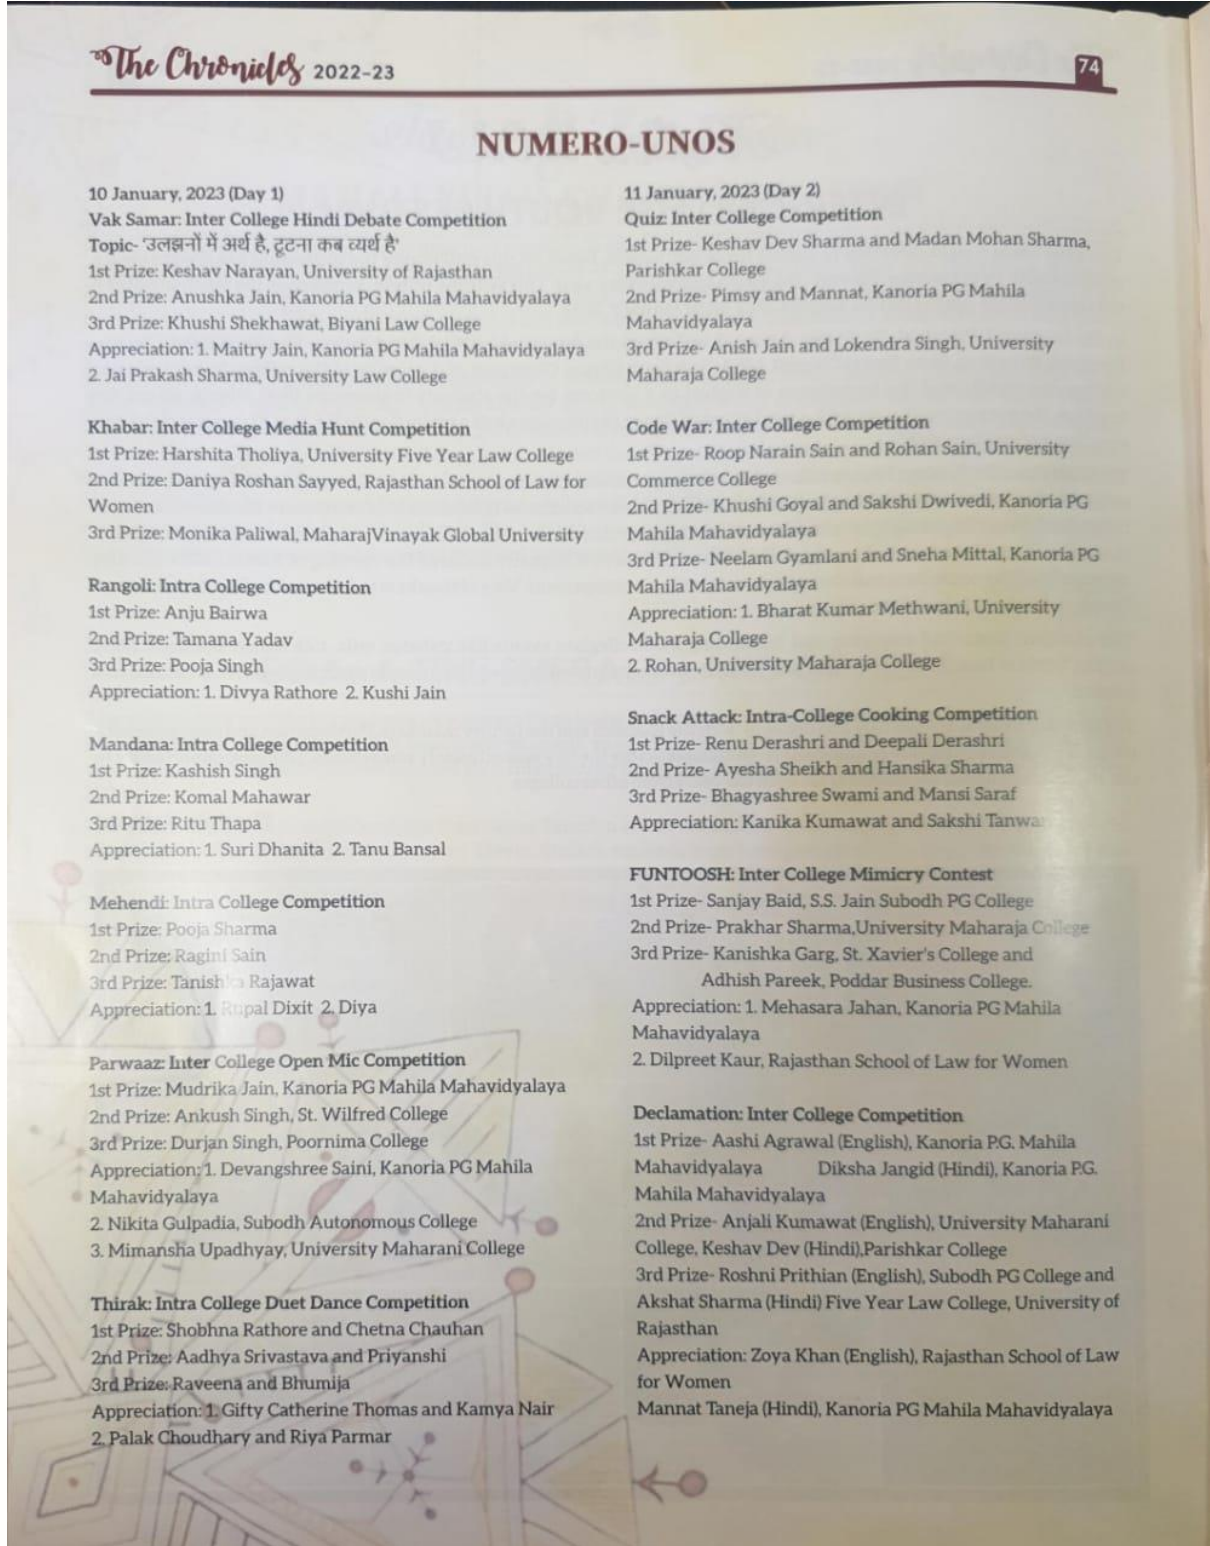 The Chronicles 2022-23
74
NUMERO-UNOS
10 January, 2023 (Day 1)
Vak Samar: Inter College Hindi Debate Competition
Topic- 'उलझनों में अर्थ है, टूटना कब व्यर्थ है'
1st Prize: Keshav Narayan, University of Rajasthan
2nd Prize: Anushka Jain, Kanoria PG Mahila Mahavidyalaya
3rd Prize: Khushi Shekhawat, Biyani Law College
Appreciation: 1. Maitry Jain, Kanoria PG Mahila Mahavidyalaya
2. Jai Prakash Sharma, University Law College
Khabar: Inter College Media Hunt Competition
1st Prize: Harshita Tholiya, University Five Year Law College
2nd Prize: Daniya Roshan Sayyed, Rajasthan School of Law for
Women
3rd Prize: Monika Paliwal, MaharajVinayak Global University
Rangoli: Intra College Competition
1st Prize: Anju Bairwa
2nd Prize: Tamana Yadav
3rd Prize: Pooja Singh
Appreciation: 1. Divya Rathore 2. Kushi Jain
Mandana: Intra College Competition
1st Prize: Kashish Singh
2nd Prize: Komal Mahawar
3rd Prize: Ritu Thapa
Appreciation: 1. Suri Dhanita 2. Tanu Bansal
Mehendi: Intra College Competition
1st Prize: Pooja Sharma
2nd Prize: Ragini Sain
3rd Prize: Tanishka Rajawat
Appreciation: 1. Rupal Dixit 2. Diya
Parwaaz: Inter College Open Mic Competition
1st Prize: Mudrika Jain, Kanoria PG Mahila Mahavidyalaya
2nd Prize: Ankush Singh, St. Wilfred College
3rd Prize: Durjan Singh, Poornima College
Appreciation: 1. Devangshree Saini, Kanoria PG Mahila
Mahavidyalaya
2. Nikita Gulpadia, Subodh Autonomous College
3. Mimansha Upadhyay, University Maharani College
Thirak: Intra College Duet Dance Competition
1st Prize: Shobhna Rathore and Chetna Chauhan
2nd Prize: Aadhya Srivastava and Priyanshi
3rd Prize: Raveena and Bhumija
Appreciation: 1. Gifty Catherine Thomas and Kamya Nair
2. Palak Choudhary and Riya Parmar
11 January, 2023 (Day 2)
Quiz: Inter College Competition
1st Prize- Keshav Dev Sharma and Madan Mohan Sharma,
Parishkar College
2nd Prize- Pimsy and Mannat, Kanoria PG Mahila
Mahavidyalaya
3rd Prize- Anish Jain and Lokendra Singh, University
Maharaja College
Code War: Inter College Competition
1st Prize- Roop Narain Sain and Rohan Sain, University
Commerce College
2nd Prize- Khushi Goyal and Sakshi Dwivedi, Kanoria PG
Mahila Mahavidyalaya
3rd Prize- Neelam Gyamlani and Sneha Mittal, Kanoria PG
Mahila Mahavidyalaya
Appreciation: 1. Bharat Kumar Methwani, University
Maharaja College
2. Rohan, University Maharaja College
Snack Attack: Intra-College Cooking Competition
1st Prize- Renu Derashri and Deepali Derashri
2nd Prize- Ayesha Sheikh and Hansika Sharma
3rd Prize- Bhagyashree Swami and Mansi Saraf
Appreciation: Kanika Kumawat and Sakshi Tanwar
FUNTOOSH: Inter College Mimicry Contest
1st Prize- Sanjay Baid, S.S. Jain Subodh PG College
2nd Prize- Prakhar Sharma,University Maharaja College
3rd Prize- Kanishka Garg, St. Xavier's College and
Adhish Pareek, Poddar Business College.
Appreciation: 1. Mehasara Jahan, Kanoria PG Mahila
Mahavidyalaya
2. Dilpreet Kaur, Rajasthan School of Law for Women
Declamation: Inter College Competition
1st Prize- Aashi Agrawal (English), Kanoria P.G. Mahila
Mahavidyalaya Diksha Jangid (Hindi), Kanoria P.G.
Mahila Mahavidyalaya
2nd Prize- Anjali Kumawat (English), University Maharani
College, Keshav Dev (Hindi),Parishkar College
3rd Prize- Roshni Prithian (English), Subodh PG College and
Akshat Sharma (Hindi) Five Year Law College, University of
Rajasthan
Appreciation: Zoya Khan (English), Rajasthan School of Law
for Women
Mannat Taneja (Hindi), Kanoria PG Mahila Mahavidyalaya